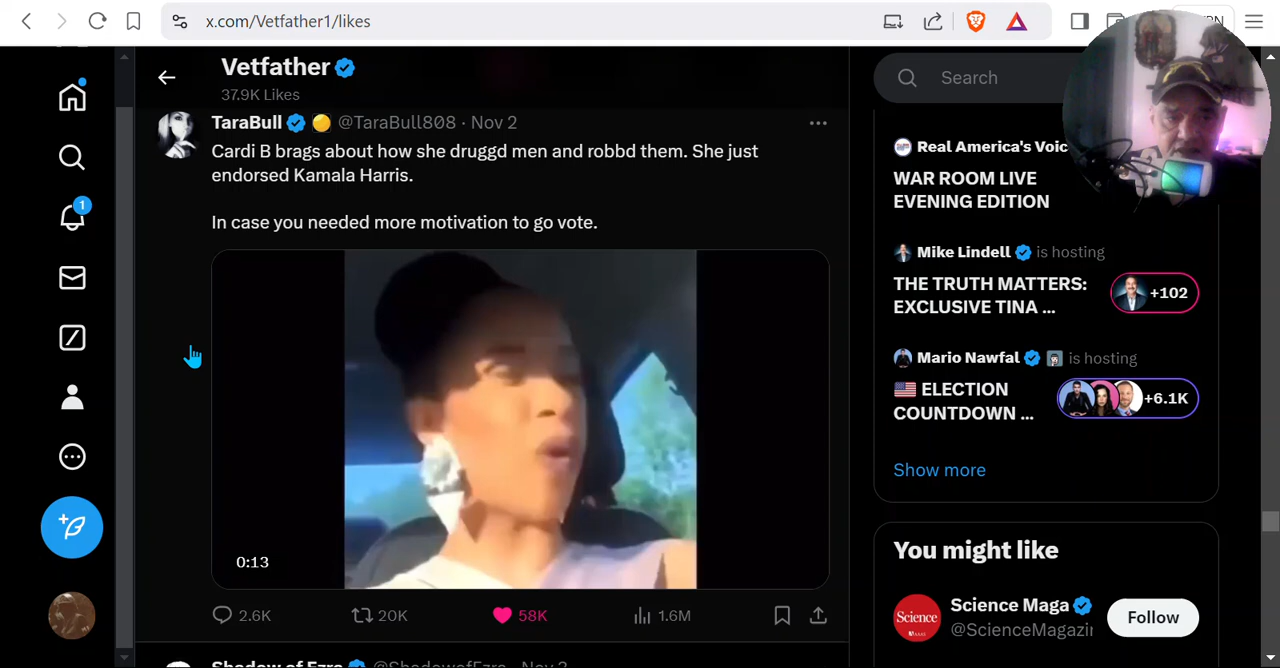 x.com/Vetfather1/likes
Vetfather
37.9K Likes
TaraBull @TaraBull808 · Nov 2
Cardi B brags about how she druggd men and robbd them. She just
endorsed Kamala Harris.
In case you needed more motivation to go vote.
0:13
2.6K 20K 58K 1.6M
1
Search
Real America's Voic
WAR ROOM LIVE
EVENING EDITION
Mike Lindell is hosting
THE TRUTH MATTERS:
EXCLUSIVE TINA ...
+102
Mario Nawfal is hosting
ELECTION
COUNTDOWN ...
+6.1K
Show more
You might like
Science
Science Maga
@ScienceMagazin
Follow